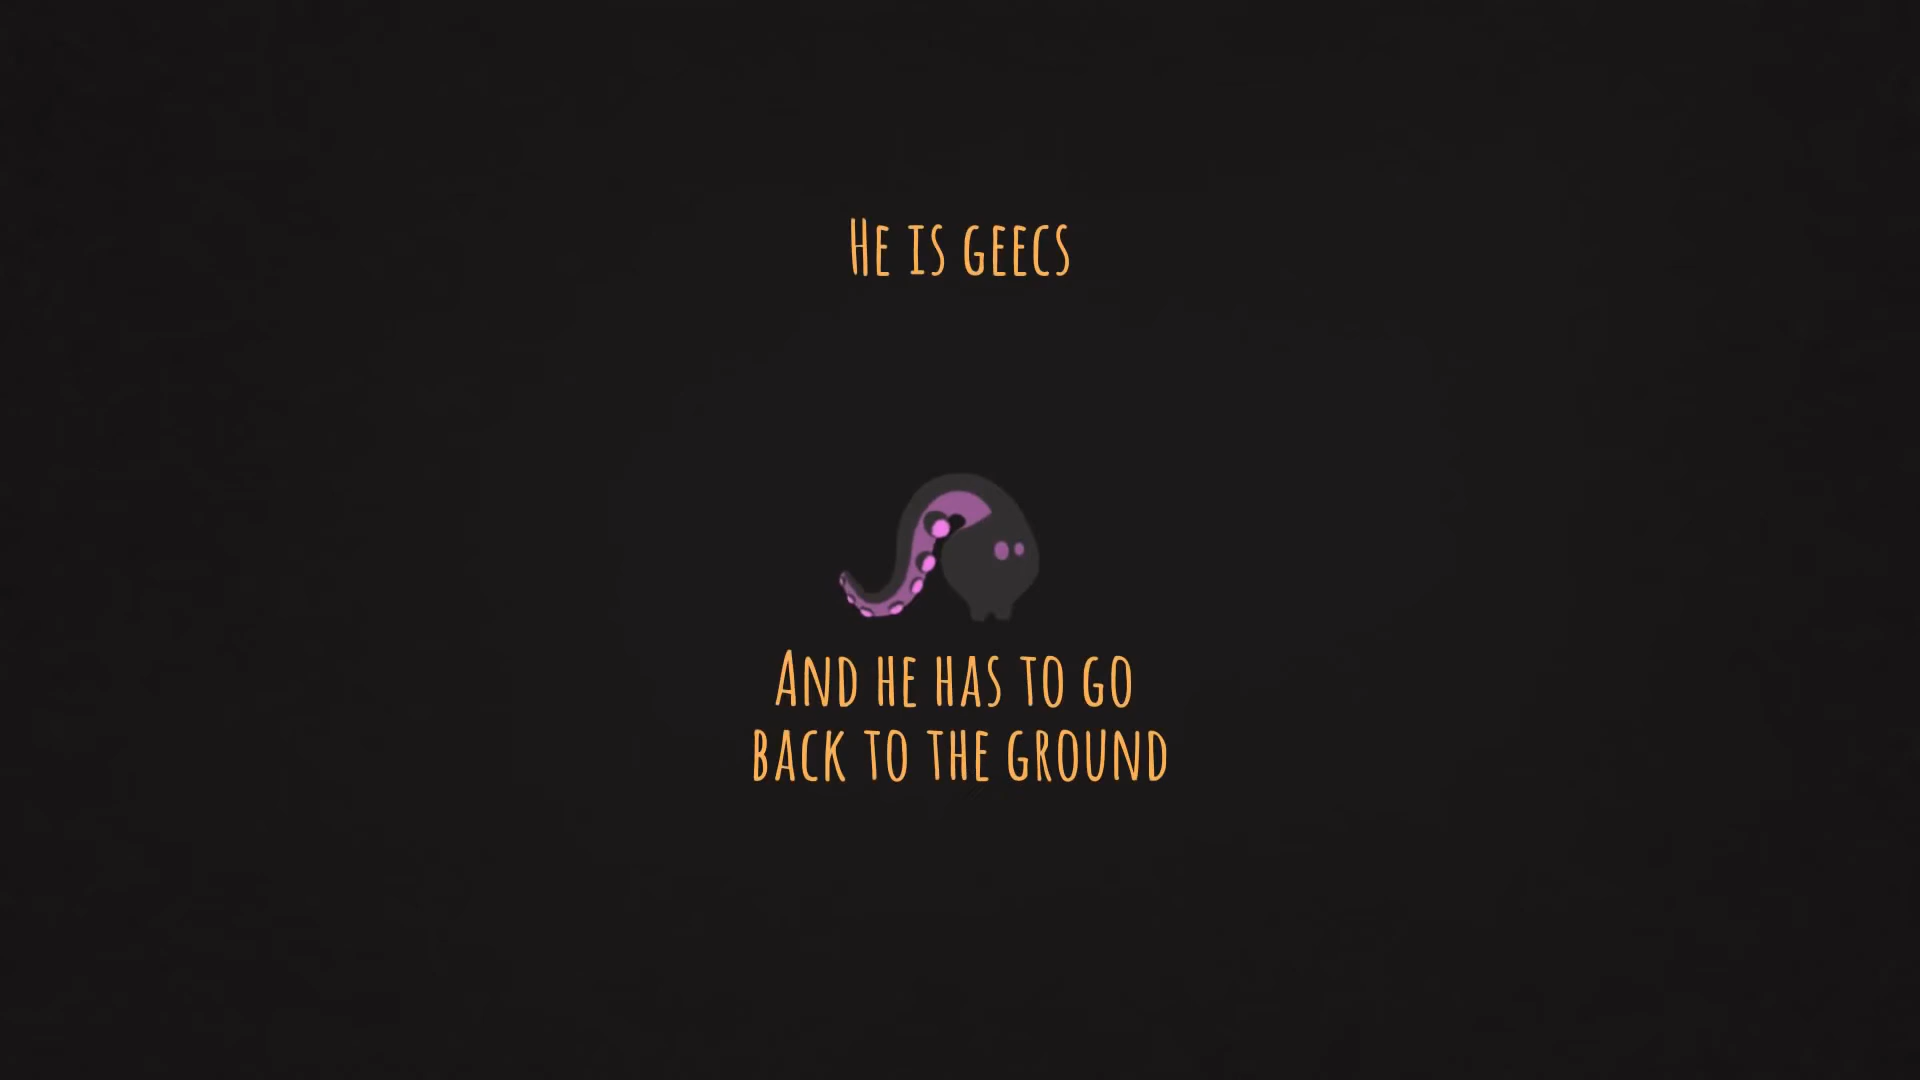 He is geecs
And he has to go
back to the ground